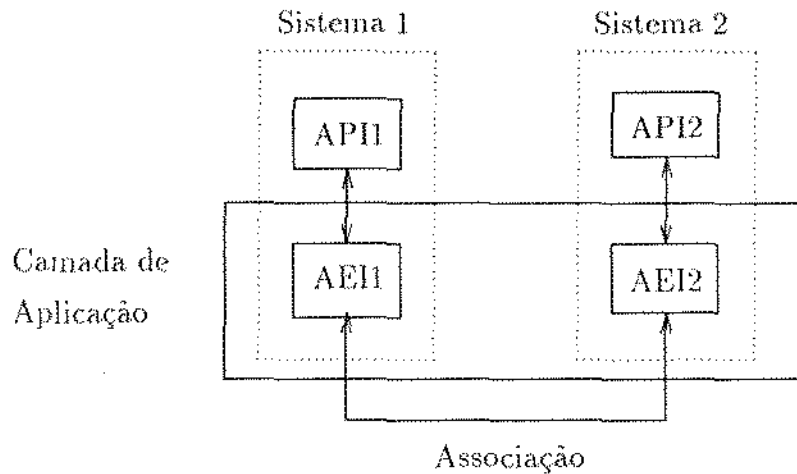 Sistema 1
Sistema 2
API1
API2
Camada de
Aplicação
AEI1
AEI2
Associação